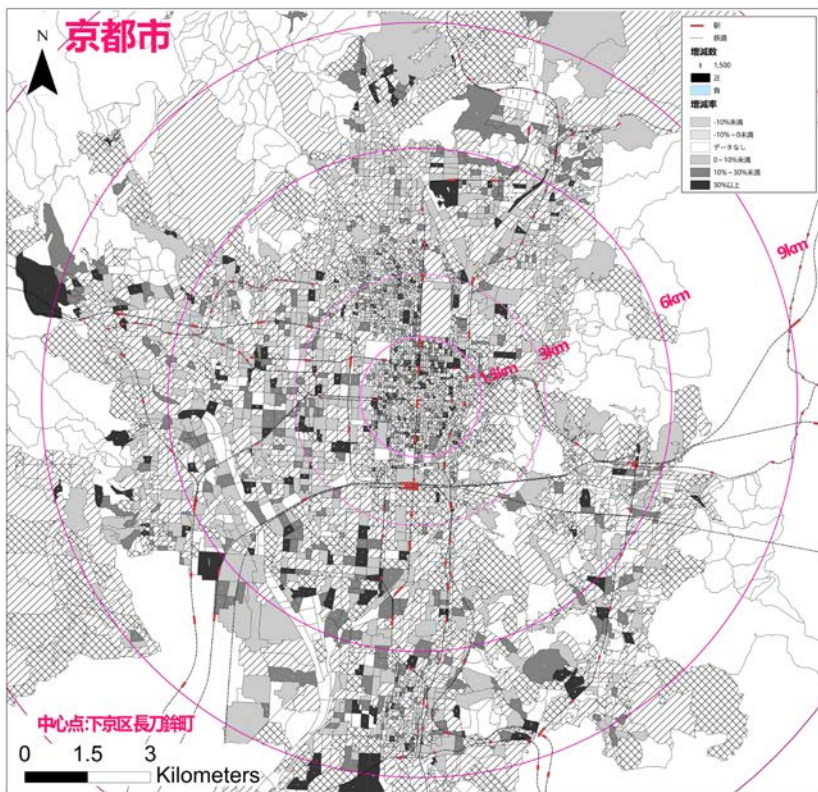 京都市
N
駅
鉄道
増減数
1,500
正
負
増減率
-10%未満
-10%~0未満
データなし
0~10%未満
10%~30%未満
30%以上
9km
6km
3km
1.5km
中心点:下京区長刀鉾町
0 1.5 3
Kilometers